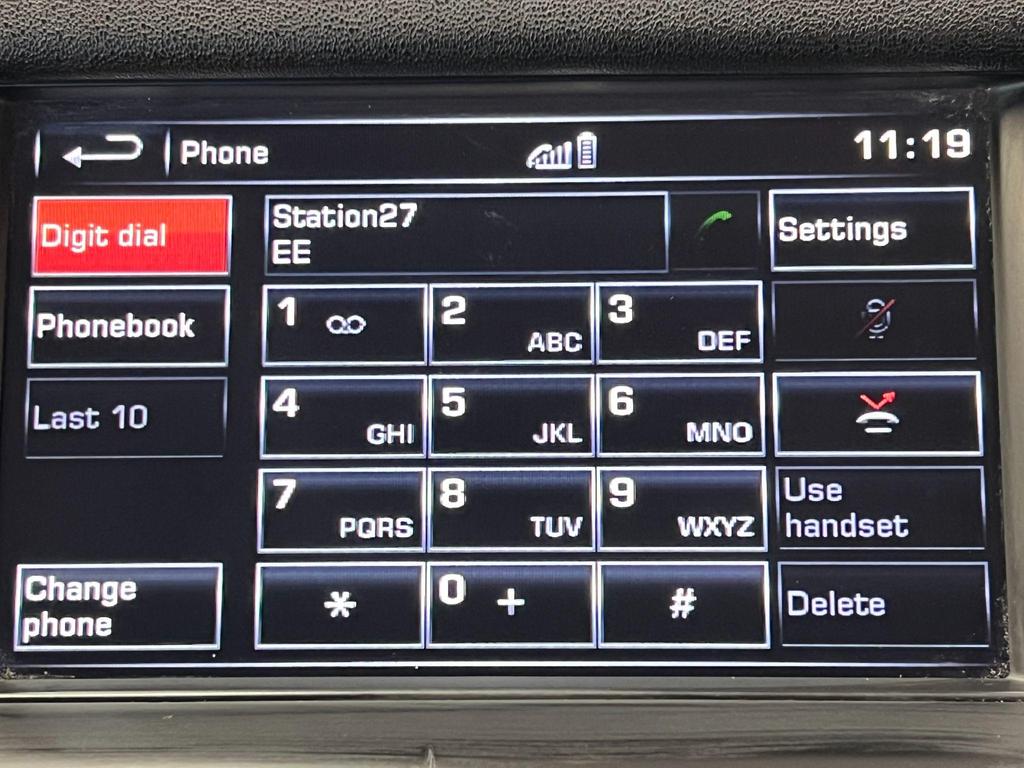 Phone
11:19
Digit dial
Station27
EE
Settings
Phonebook
1
2
ABC
3
DEF
Last 10
4
GHI
5
JKL
6
MNO
7
PQRS
8
TUV
9
WXYZ
Use
handset
Change
phone
*
0 +
#
Delete